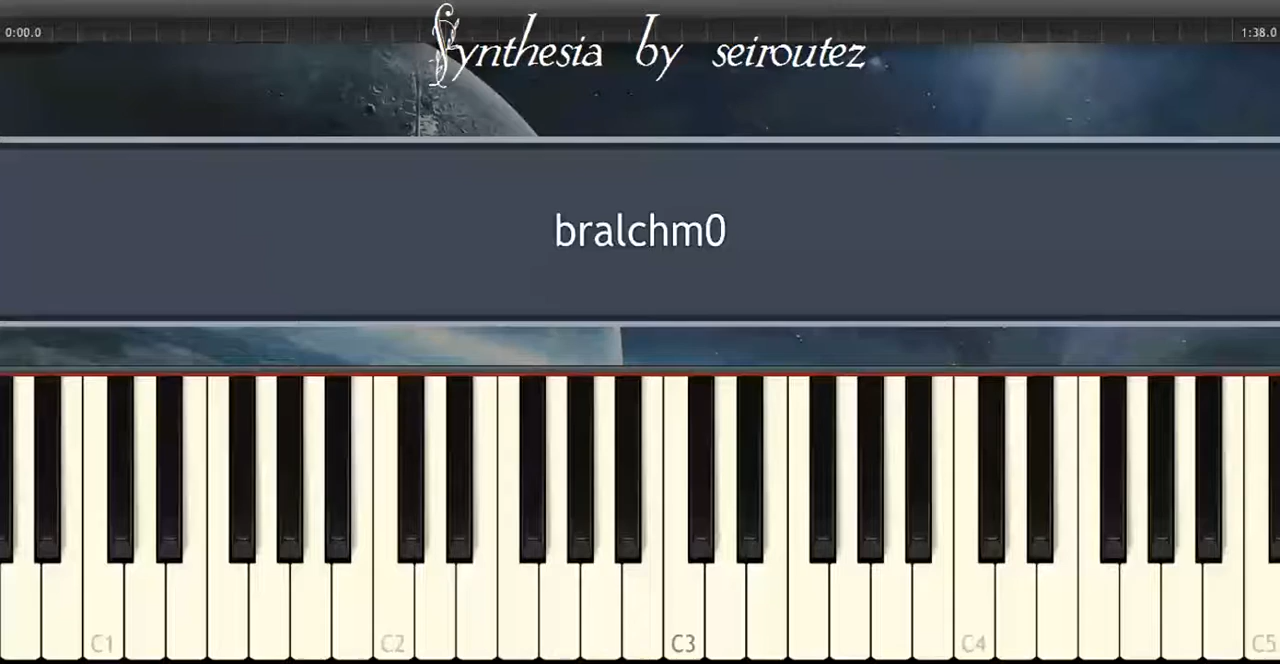 0:00.0
1:38.0
Synthesia by seiroutez
bralchm0
C1 C2 C3 C4 C5